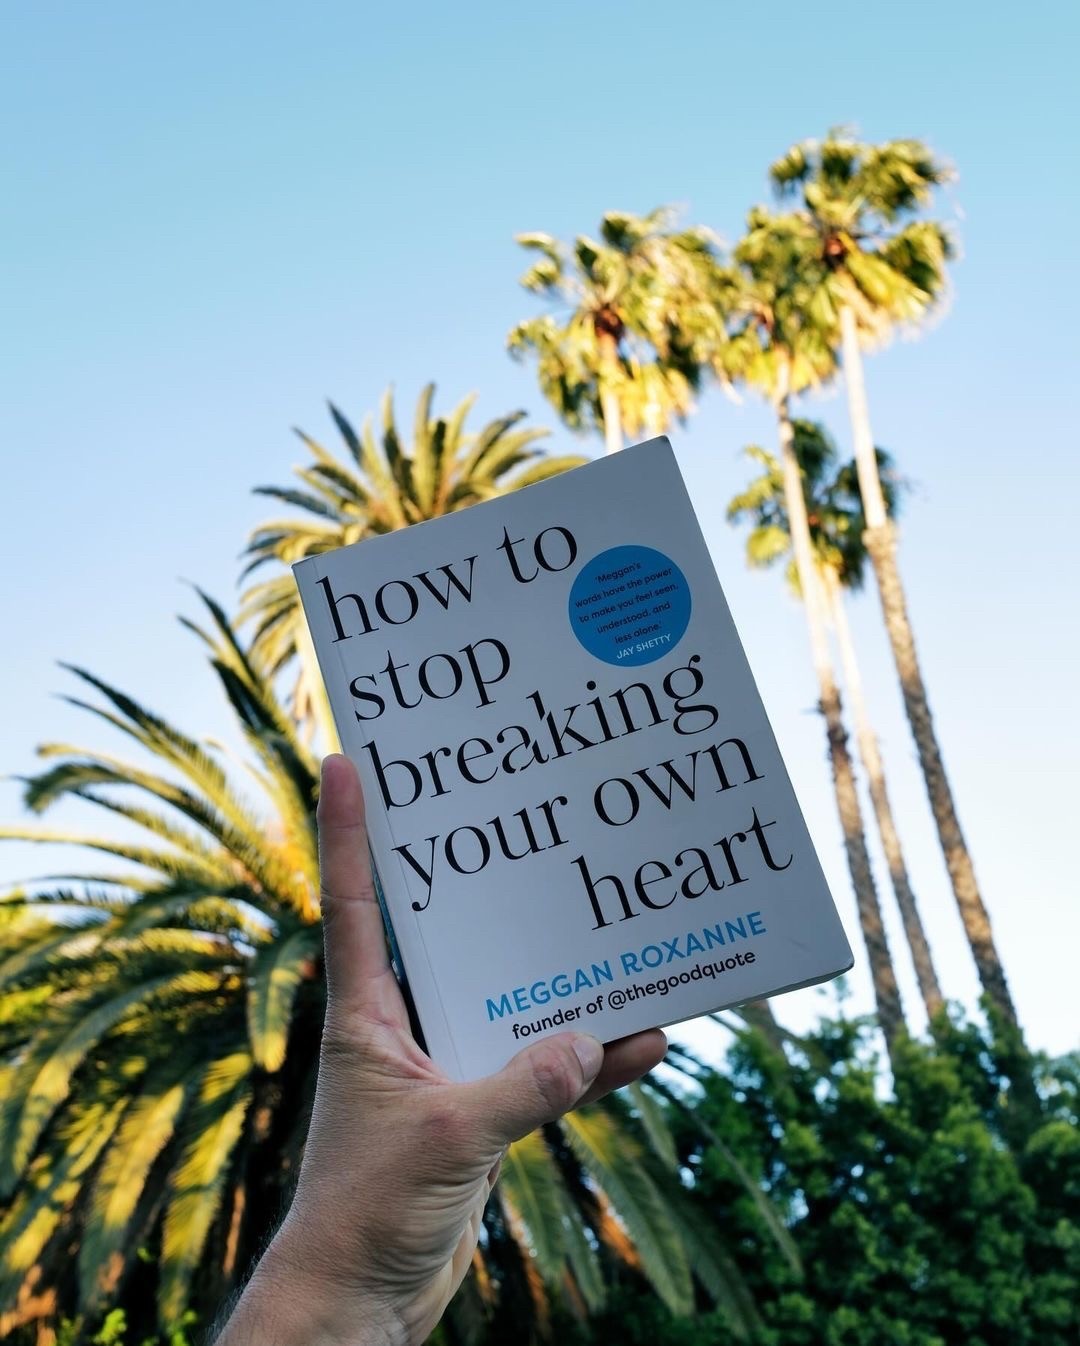 how to
stop
breaking
your own
heart
'Meggan's
words have the power
to make you feel seen,
understood, and
less alone.'
JAY SHETTY
MEGGAN ROXANNE
founder of @thegoodquote